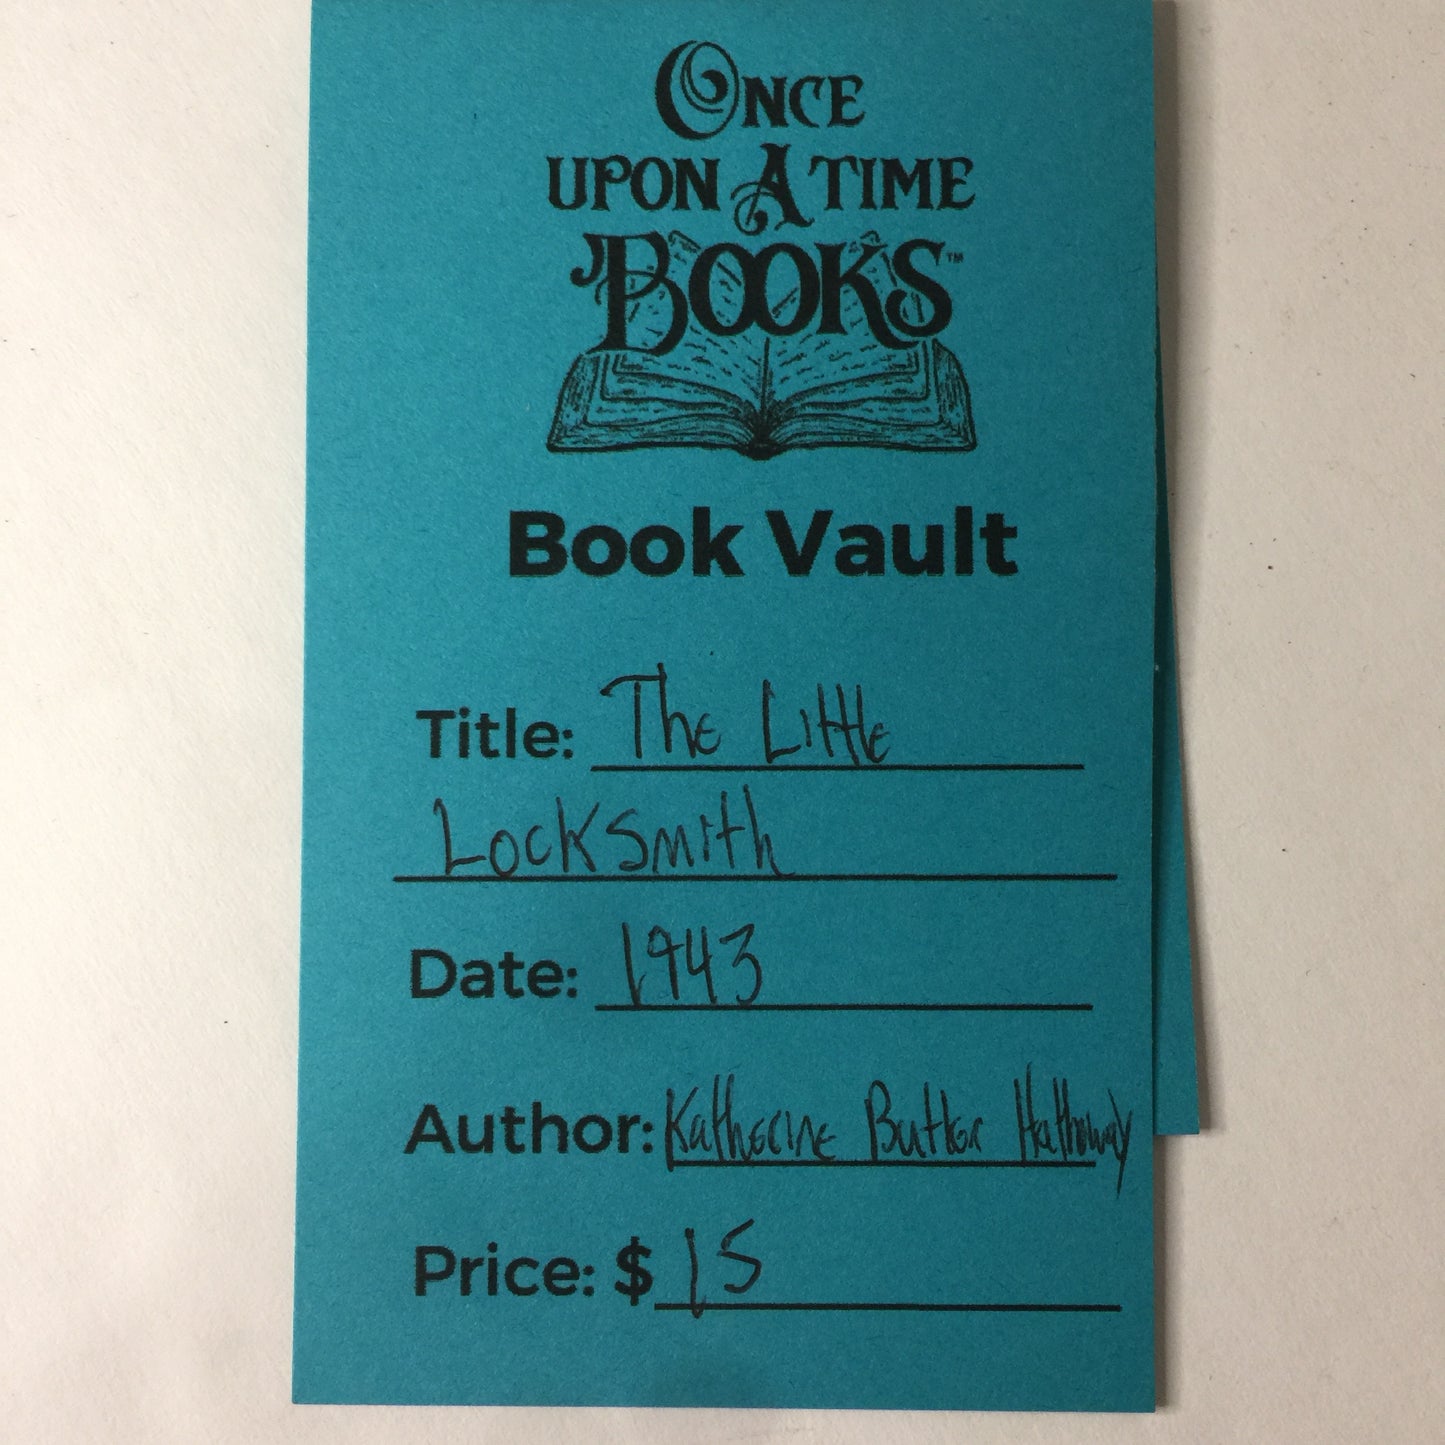 ONCE
UPON A TIME
BOOKS™
Book Vault
Title: The Little
Locksmith
Date: 1943
Author: Katherine Butler Hathaway
Price: $ 15